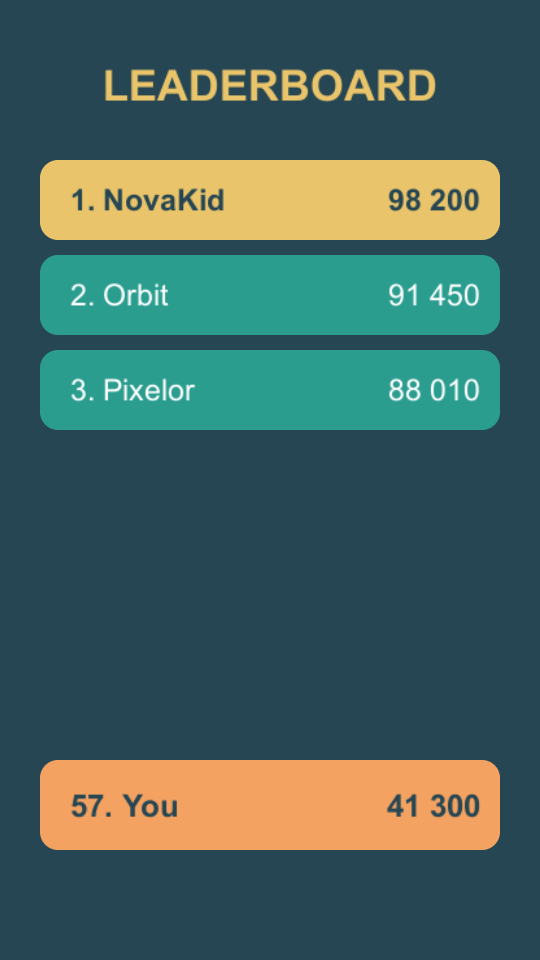 LEADERBOARD
1. NovaKid 98 200
2. Orbit 91 450
3. Pixelor 88 010
57. You 41 300